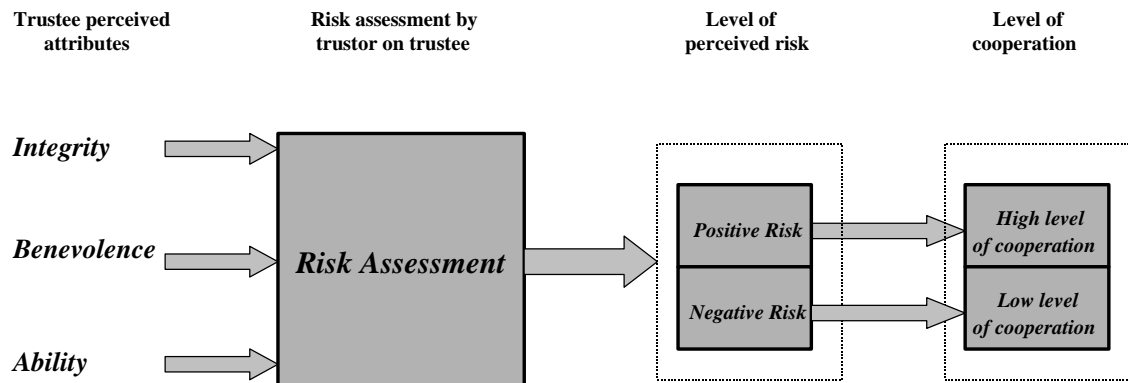 Trustee perceived
attributes
Risk assessment by
trustor on trustee
Level of
perceived risk
Level of
cooperation
Integrity
Benevolence
Ability
Risk Assessment
Positive Risk
Negative Risk
High level
of cooperation
Low level
of cooperation